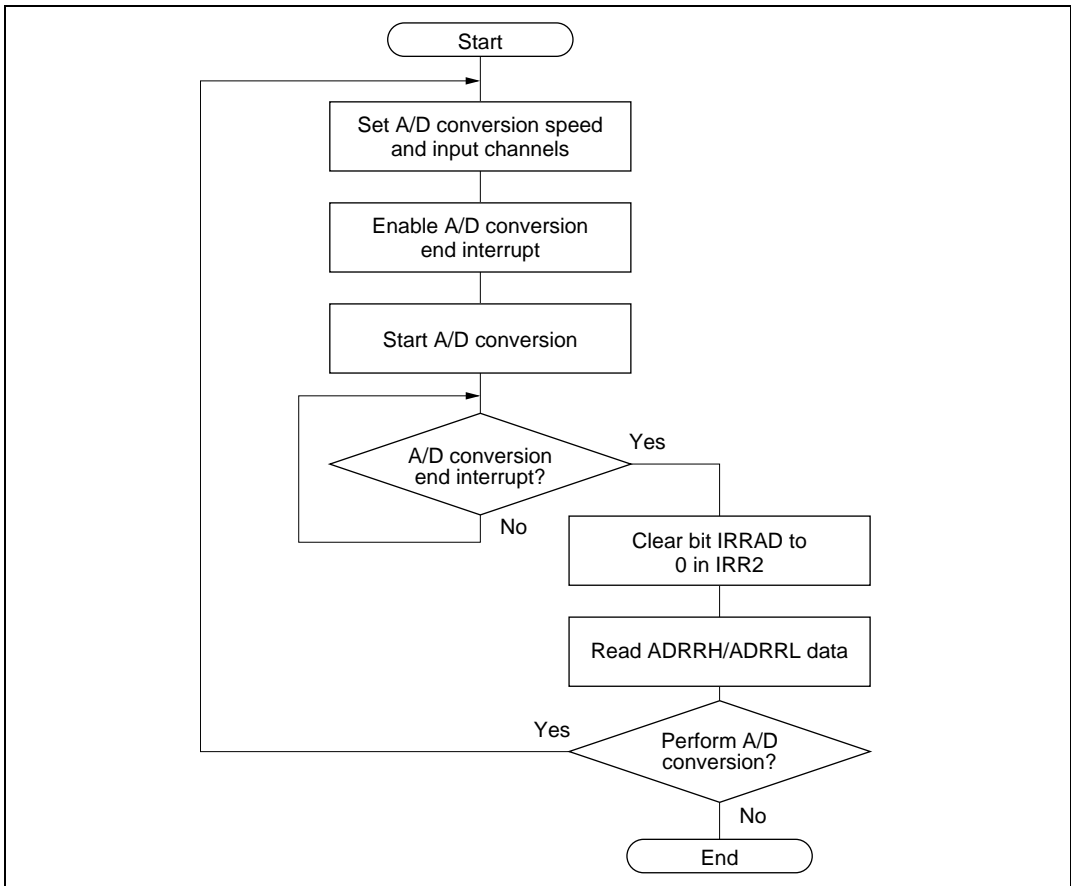 Start
Set A/D conversion speed
and input channels
Enable A/D conversion
end interrupt
Start A/D conversion
A/D conversion
end interrupt?
Yes
No
Clear bit IRRAD to
0 in IRR2
Read ADRRH/ADRRL data
Perform A/D
conversion?
Yes
No
End